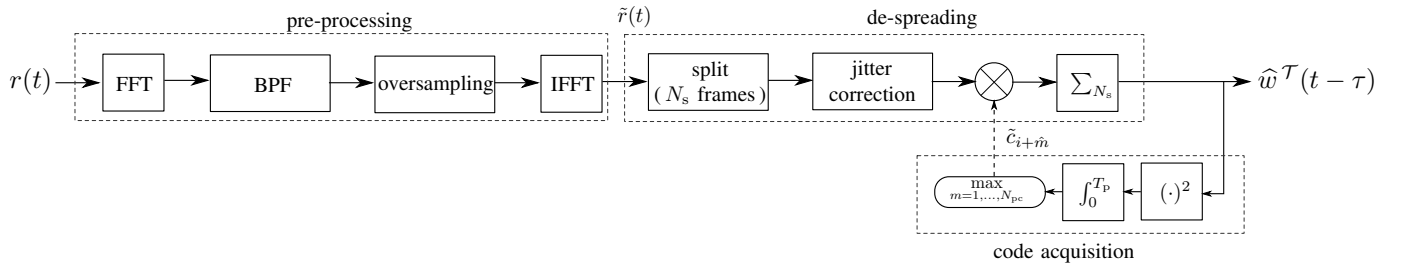 pre-processing
r̃(t)
de-spreading
r(t)
FFT
BPF
oversampling
IFFT
split
(N_s frames)
jitter
correction
∑_{N_s}
ŵ^𝒯(t − τ)
c̃_{i+m̂}
max
m=1,...,N_pc
∫_0^{T_p}
(·)^2
code acquisition